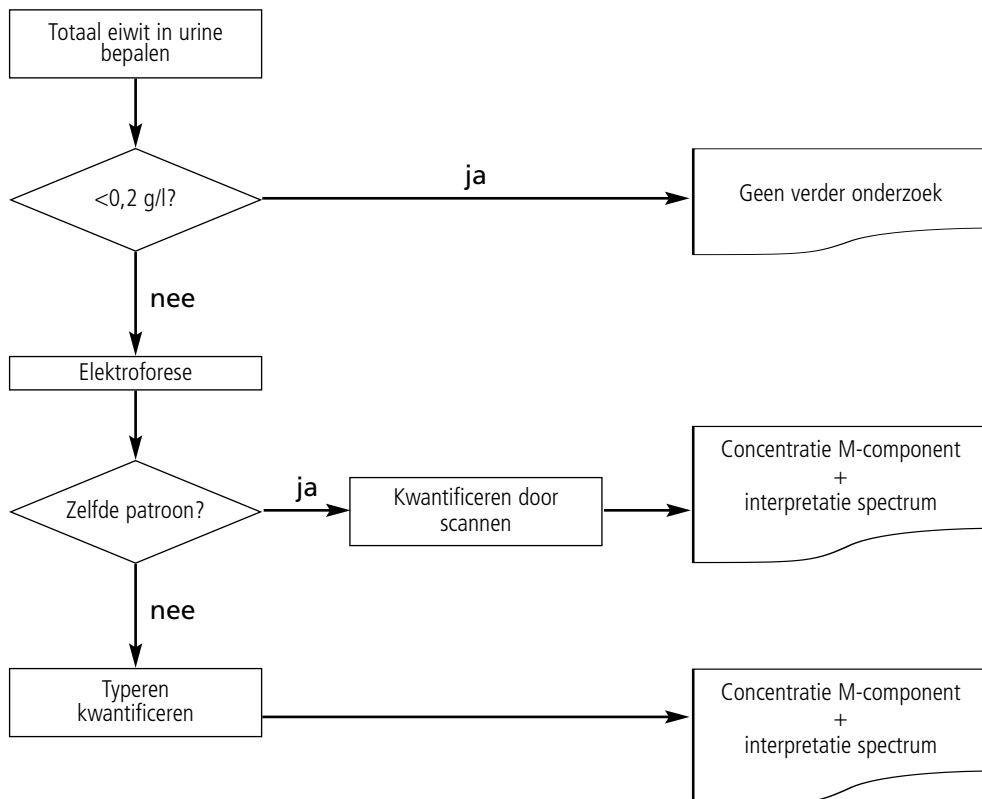 Totaal eiwit in urine
bepalen
<0,2 g/l?
ja
Geen verder onderzoek
nee
Elektroforese
Zelfde patroon?
ja
Kwantificeren door
scannen
Concentratie M-component
+
interpretatie spectrum
nee
Typeren
kwantificeren
Concentratie M-component
+
interpretatie spectrum